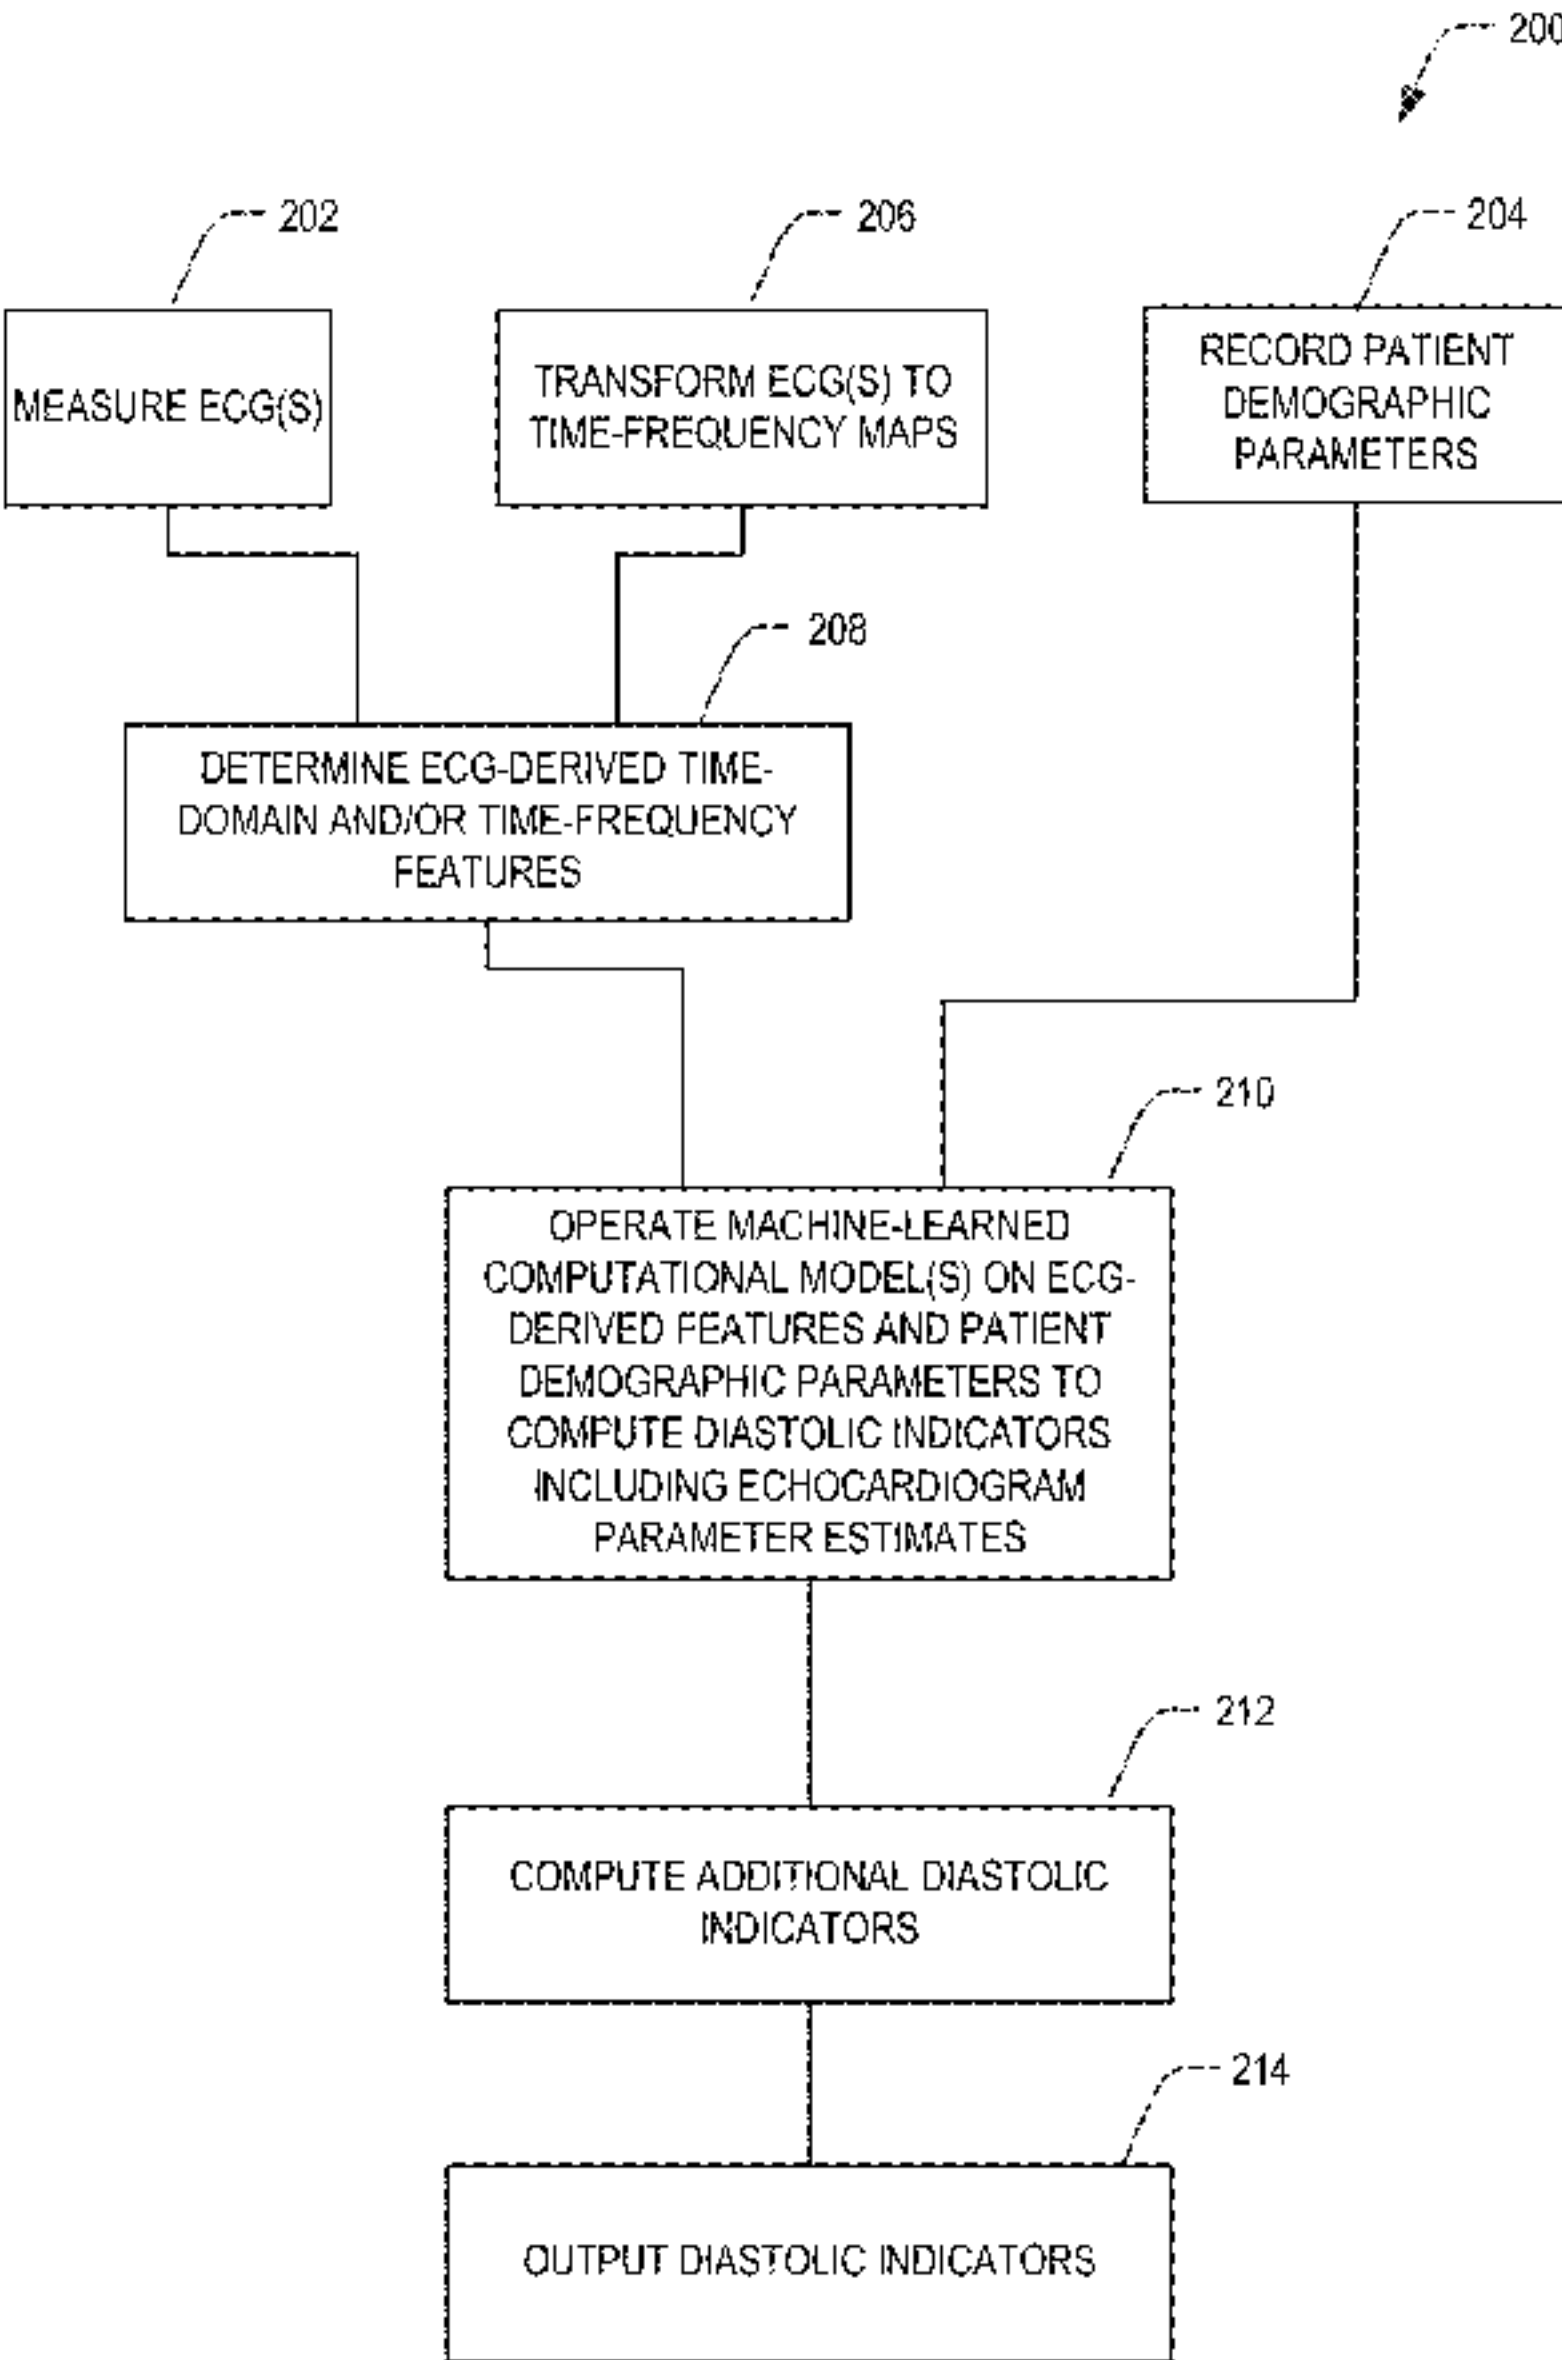 200
202
206
204
MEASURE ECG(S)
TRANSFORM ECG(S) TO
TIME-FREQUENCY MAPS
RECORD PATIENT
DEMOGRAPHIC
PARAMETERS
208
DETERMINE ECG-DERIVED TIME-
DOMAIN AND/OR TIME-FREQUENCY
FEATURES
210
OPERATE MACHINE-LEARNED
COMPUTATIONAL MODEL(S) ON ECG-
DERIVED FEATURES AND PATIENT
DEMOGRAPHIC PARAMETERS TO
COMPUTE DIASTOLIC INDICATORS
INCLUDING ECHOCARDIOGRAM
PARAMETER ESTIMATES
212
COMPUTE ADDITIONAL DIASTOLIC
INDICATORS
214
OUTPUT DIASTOLIC INDICATORS